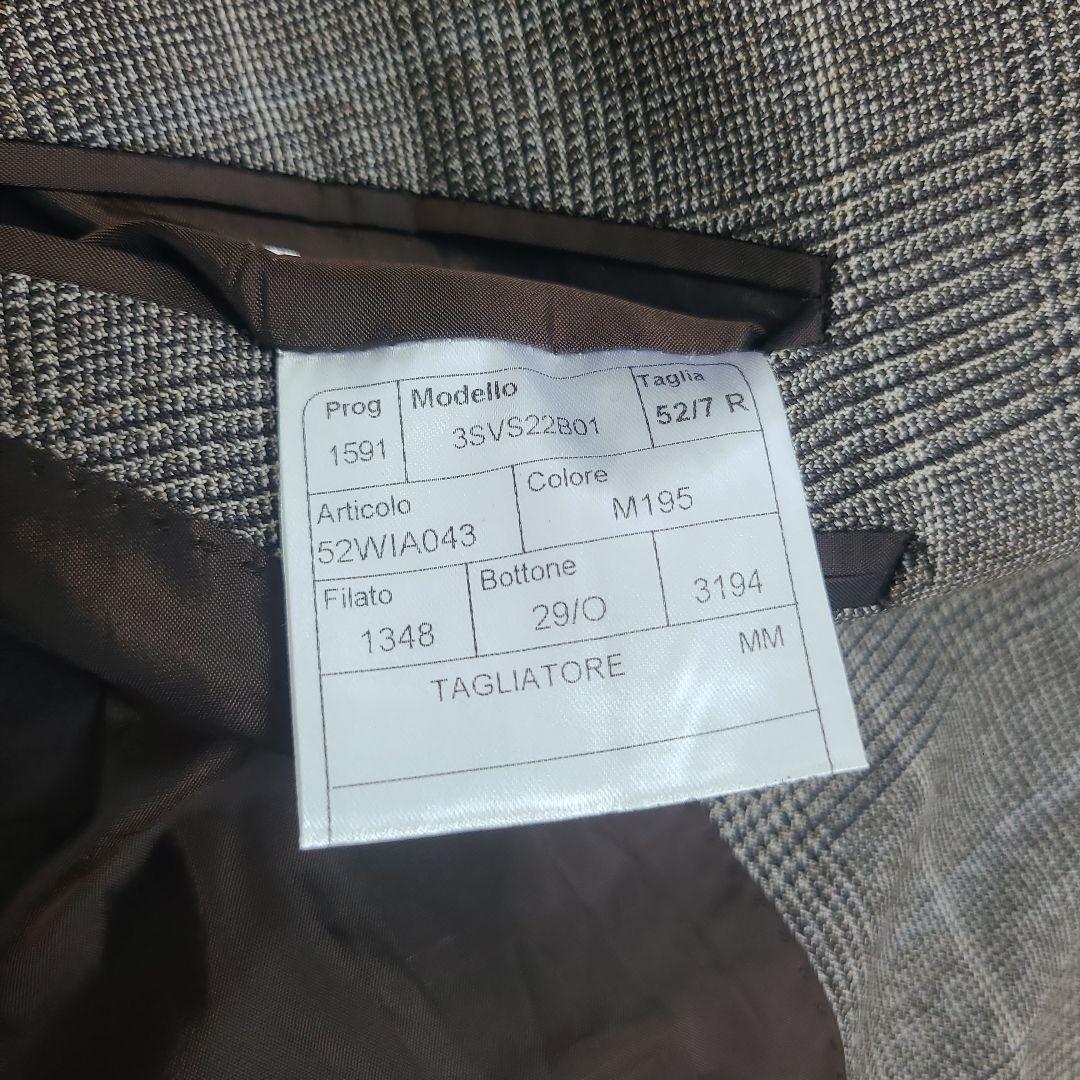 Prog
1591
Modello
3SVS22B01
Taglia
52/7 R
Articolo
52WIA043
Colore
M195
Filato
1348
Bottone
29/O
3194
TAGLIATORE
MM